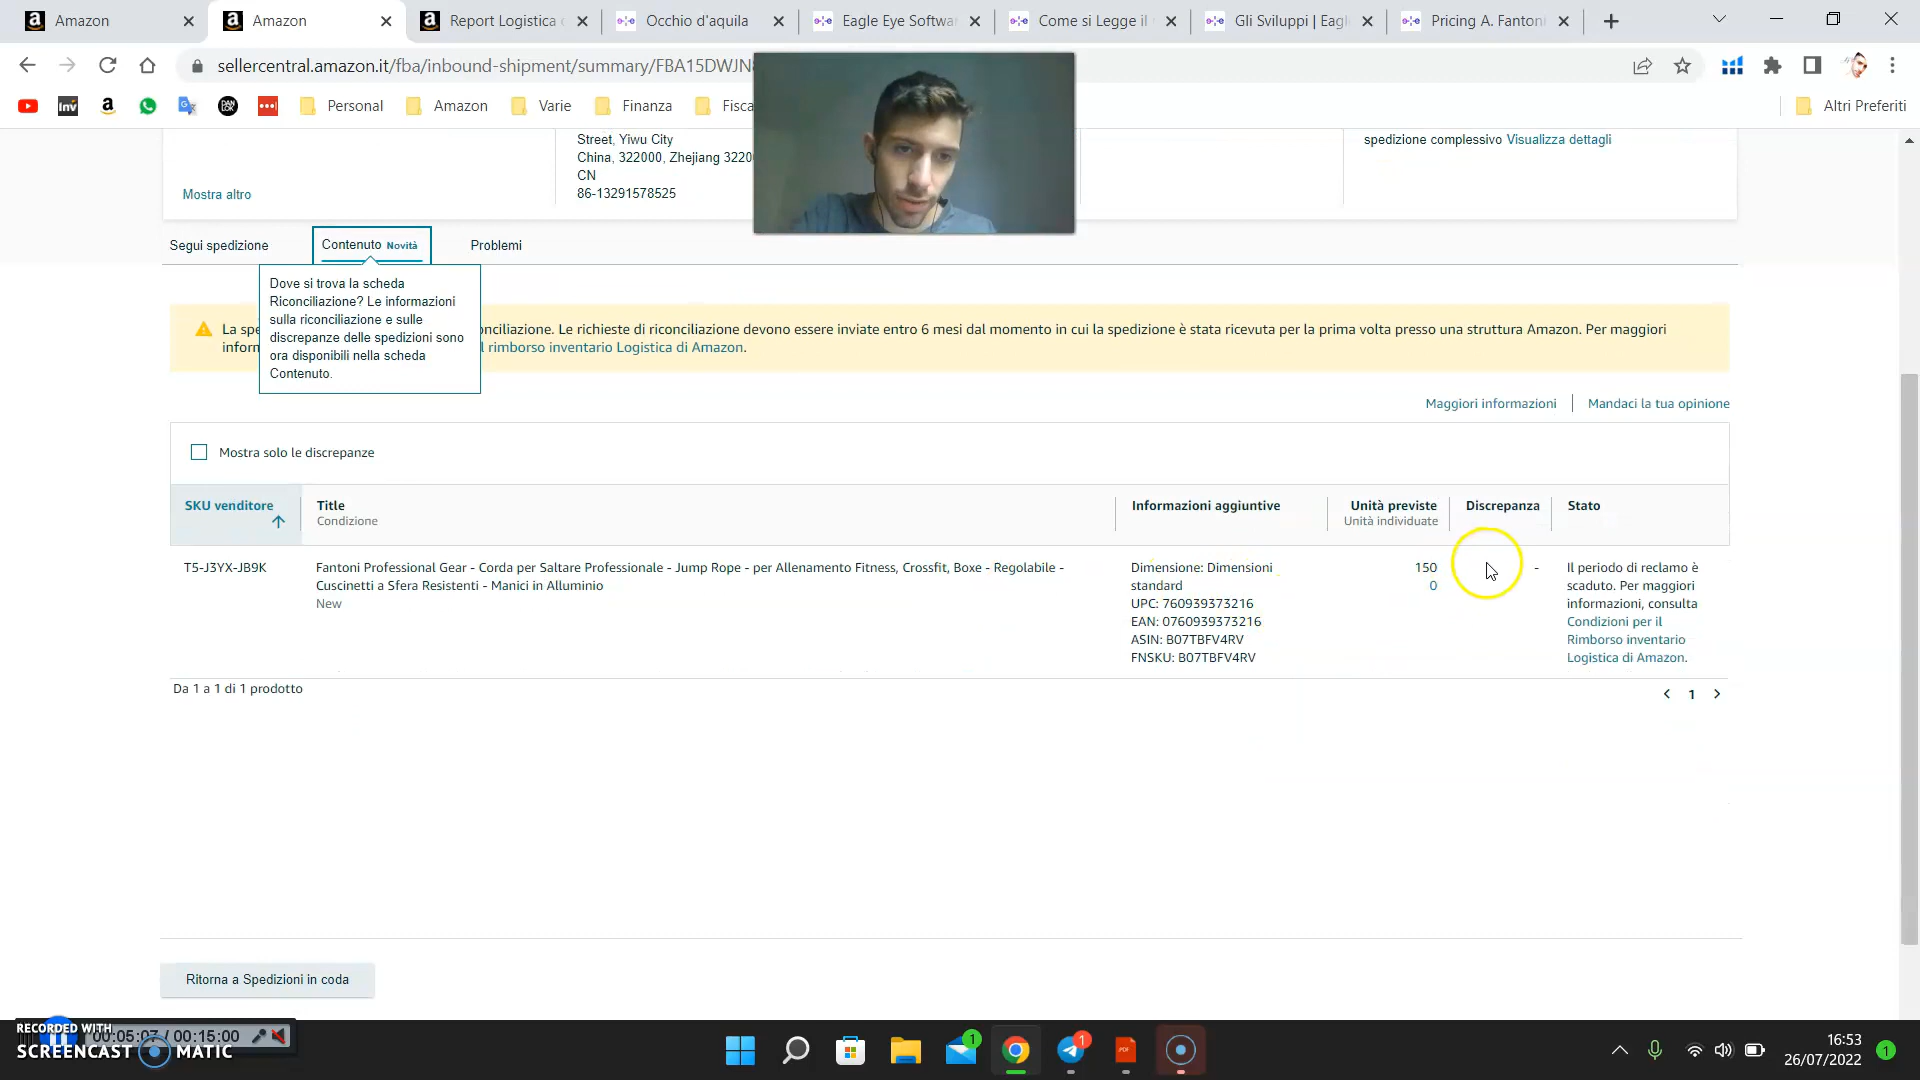 Amazon
Amazon
Report Logistica
Occhio d'aquila
Eagle Eye Softwa
Come si Legge il
Gli Sviluppi | Eagl
Pricing A. Fanton
sellercentral.amazon.it/fba/inbound-shipment/summary/FBA15DWJN
Inv
Personal
Amazon
Varie
Finanza
Fisca
Altri Preferiti
Street, Yiwu City
China, 322000, Zhejiang 3220
CN
86-13291578525
Mostra altro
spedizione complessivo Visualizza dettagli
Segui spedizione
Contenuto Novità
Problemi
Dove si trova la scheda
Riconciliazione? Le informazioni
sulla riconciliazione e sulle
discrepanze delle spedizioni sono
ora disponibili nella scheda
Contenuto.
La spe
nciliazione. Le richieste di riconciliazione devono essere inviate entro 6 mesi dal momento in cui la spedizione è stata ricevuta per la prima volta presso una struttura Amazon. Per maggiori
inform
l rimborso inventario Logistica di Amazon.
Maggiori informazioni
Mandaci la tua opinione
Mostra solo le discrepanze
SKU venditore
Title
Condizione
Informazioni aggiuntive
Unità previste
Unità individuate
Discrepanza
Stato
T5-J3YX-JB9K
Fantoni Professional Gear - Corda per Saltare Professionale - Jump Rope - per Allenamento Fitness, Crossfit, Boxe - Regolabile -
Cuscinetti a Sfera Resistenti - Manici in Alluminio
New
Dimensione: Dimensioni
standard
UPC: 760939373216
EAN: 0760939373216
ASIN: B07TBFV4RV
FNSKU: B07TBFV4RV
150
0
-
Il periodo di reclamo è
scaduto. Per maggiori
informazioni, consulta
Condizioni per il
Rimborso inventario
Logistica di Amazon.
Da 1 a 1 di 1 prodotto
1
Ritorna a Spedizioni in coda
RECORDED WITH
SCREENCAST MATIC
00:05:07 / 00:15:00
1
1
PDF
16:53
26/07/2022
1